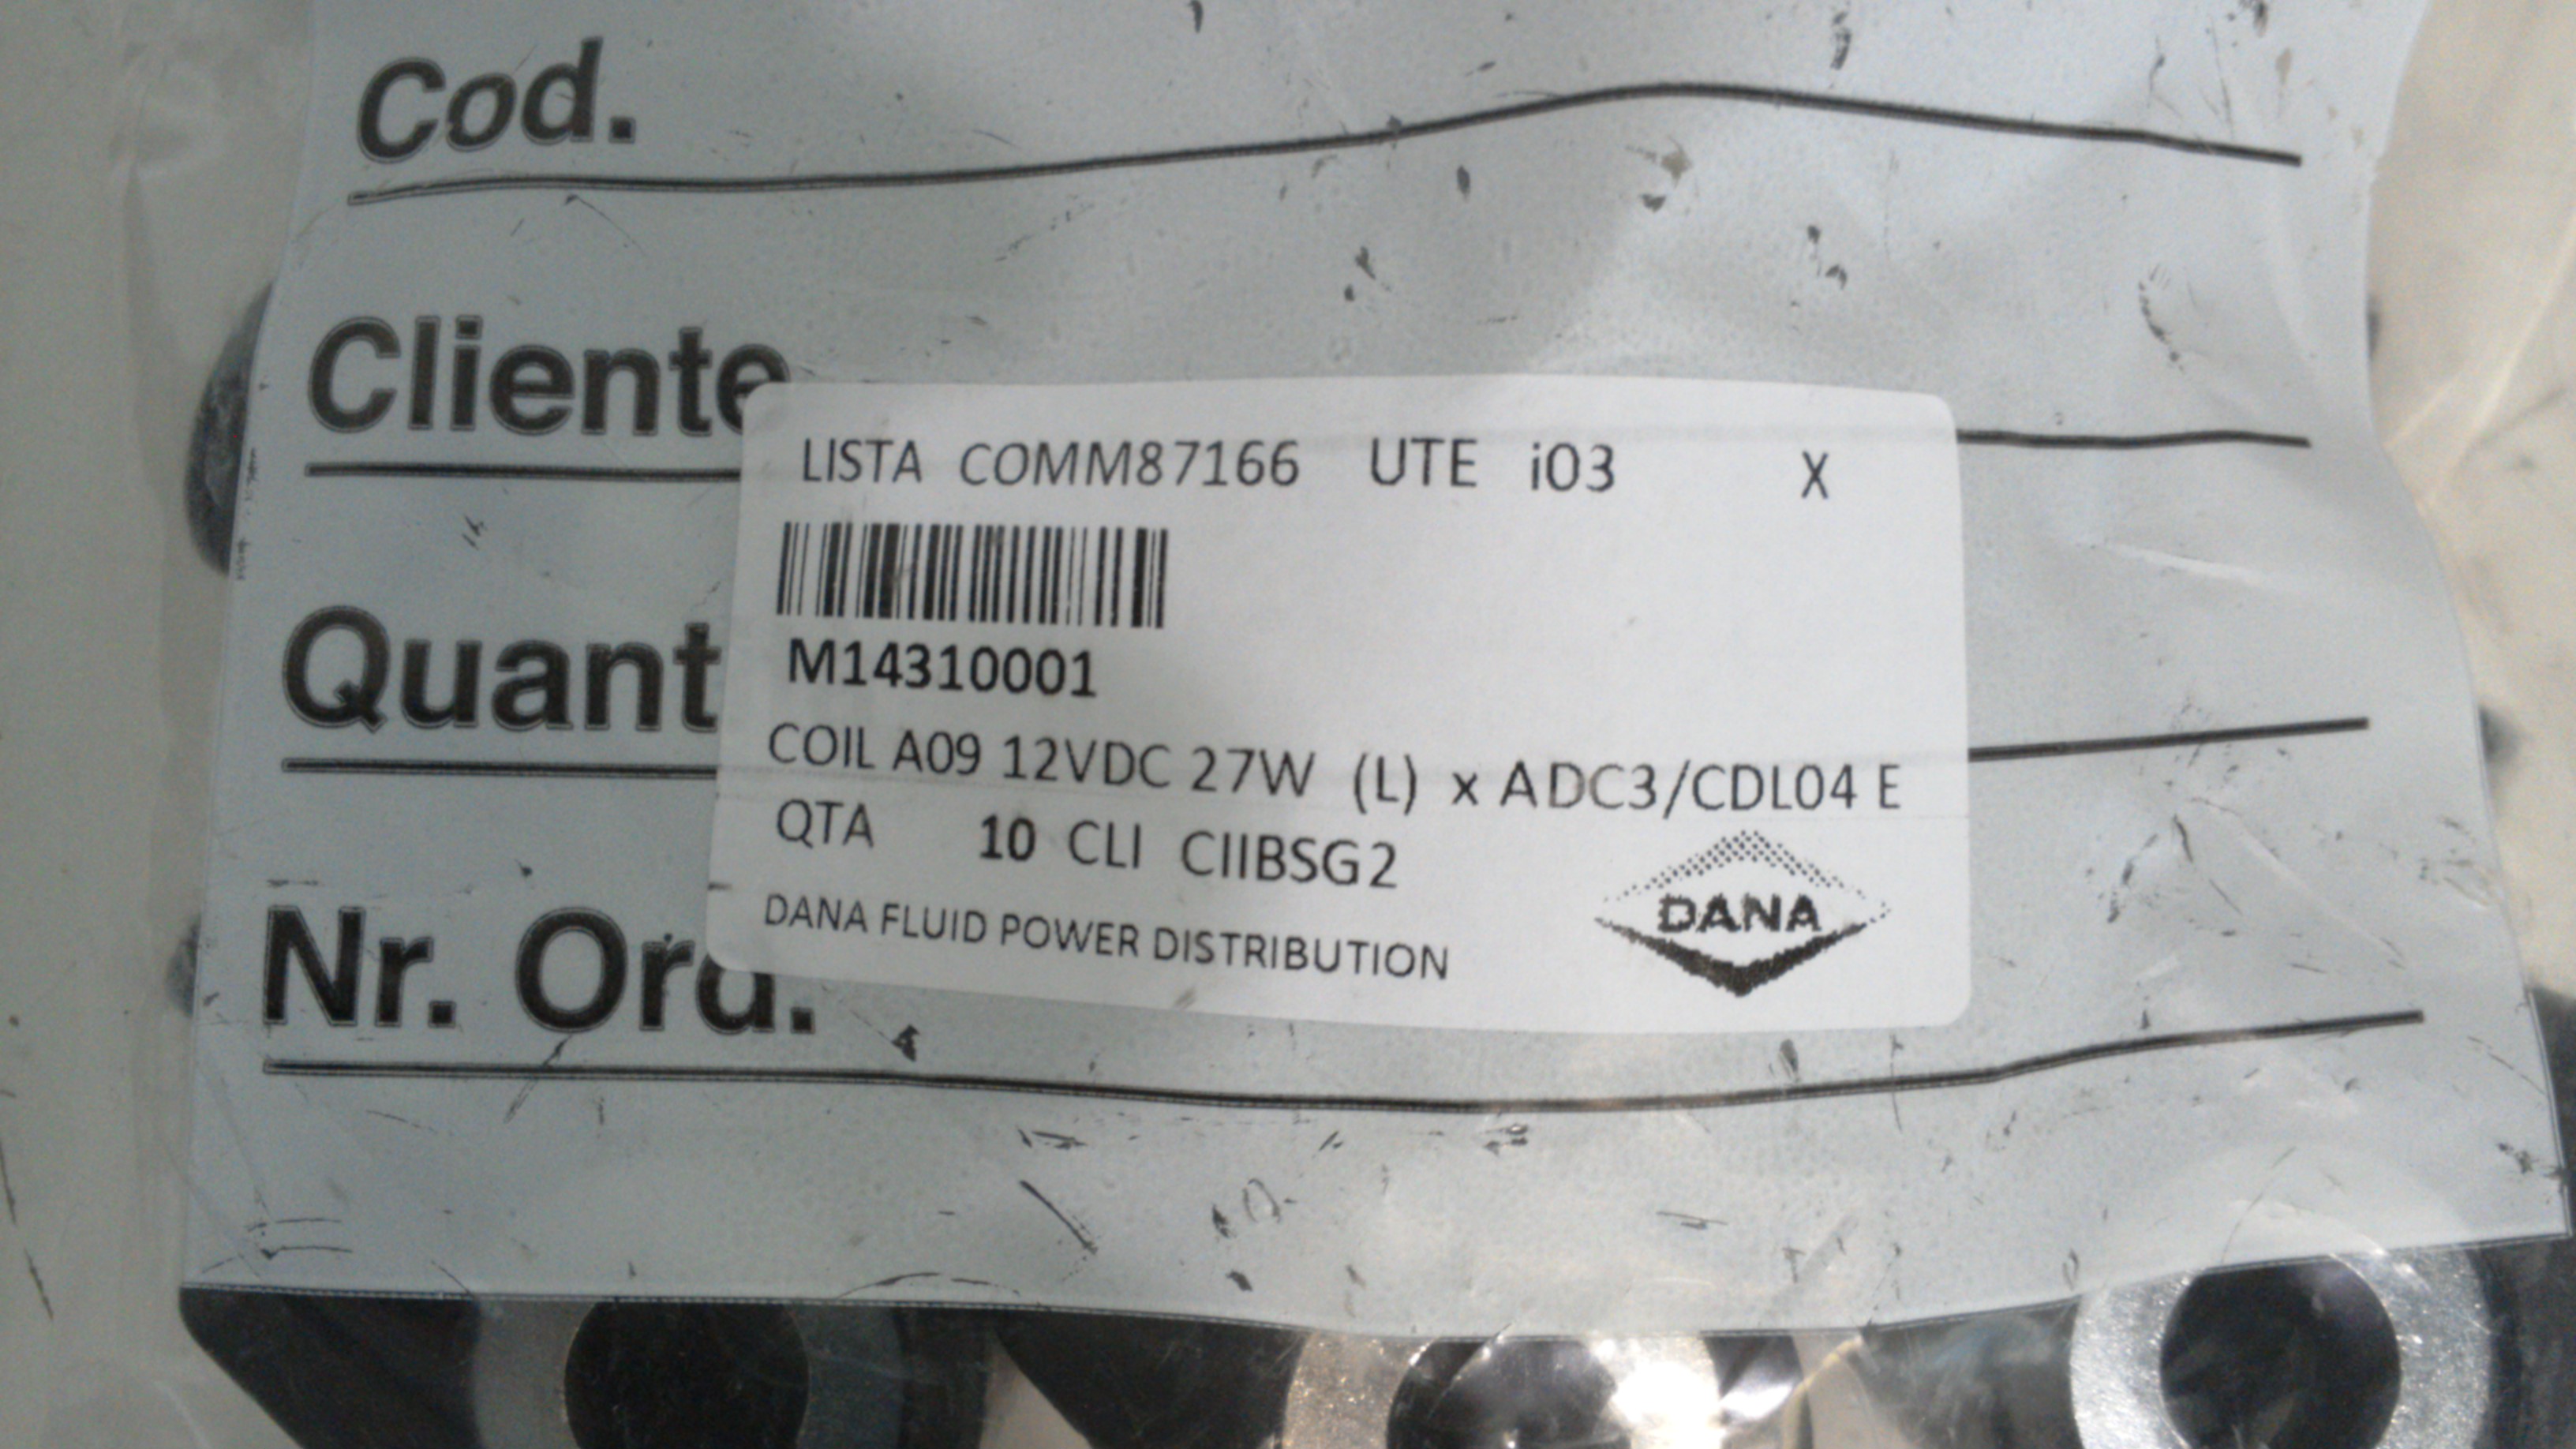 Cod.
Cliente
LISTA COMM87166 UTE i03 X
M14310001
Quant
COIL A09 12VDC 27W (L) x ADC3/CDL04 E
QTA 10 CLI CIIBSG2
DANA FLUID POWER DISTRIBUTION
DANA
Nr. Ord.